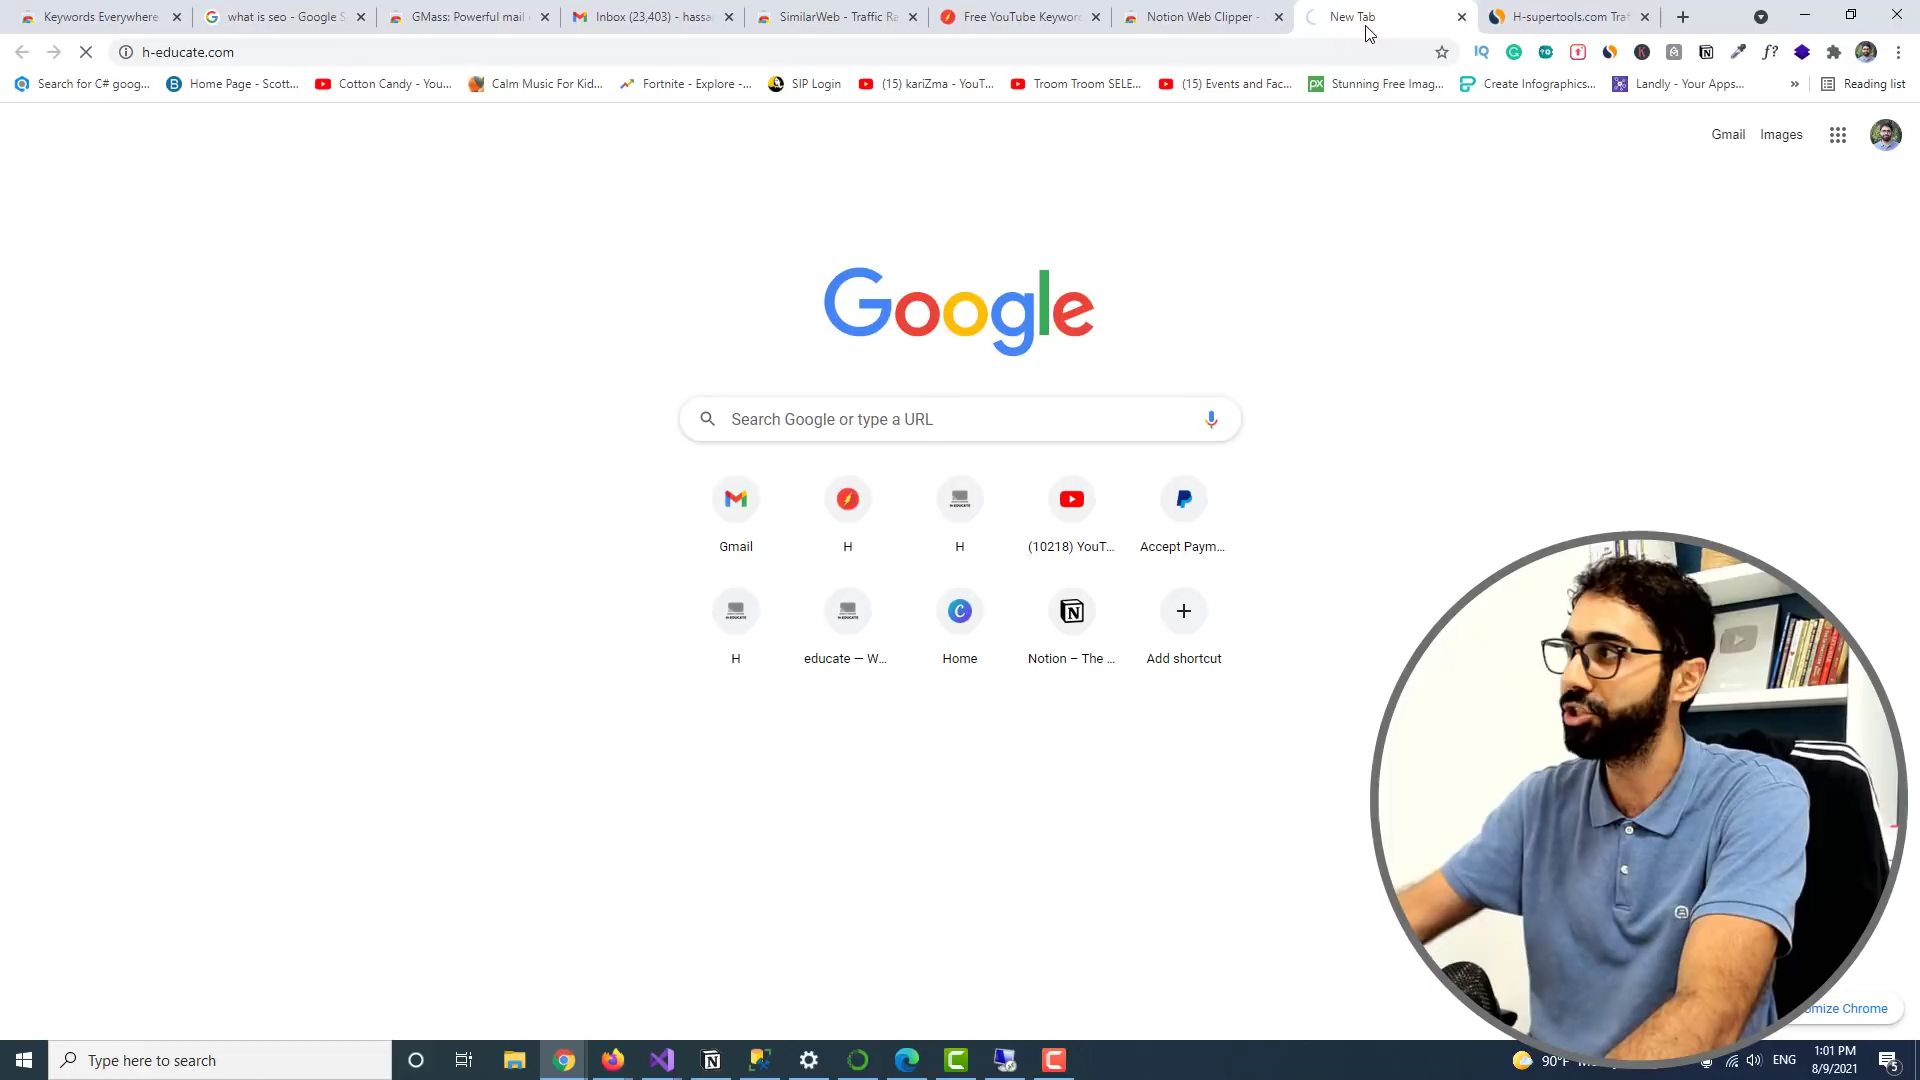 Keywords Everywhere
what is seo - Google S
GMass: Powerful mail
Inbox (23,403) - hassa
SimilarWeb - Traffic Ra
Free YouTube Keywor
Notion Web Clipper -
New Tab
H-supertools.com Traf
h-educate.com
Search for C# goog...
Home Page - Scott...
Cotton Candy - You...
Calm Music For Kid...
Fortnite - Explore -...
SIP Login
(15) kariZma - YouT...
Troom Troom SELE...
(15) Events and Fac...
Stunning Free Imag...
Create Infographics...
Landly - Your Apps...
»
Reading list
Gmail
Images
Google
Search Google or type a URL
Gmail
H
H
(10218) YouT...
Accept Paym...
H
educate — W...
Home
Notion – The ...
Add shortcut
omize Chrome
Type here to search
90°F
ENG
1:01 PM
8/9/2021
5